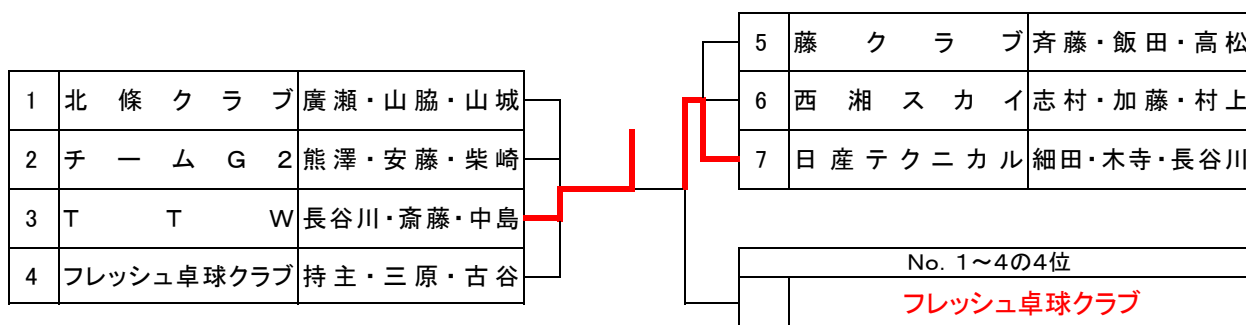 1 北條クラブ 廣瀬・山脇・山城
2 チームG2 熊澤・安藤・柴崎
3 TTW 長谷川・斎藤・中島
4 フレッシュ卓球クラブ 持主・三原・古谷
5 藤クラブ 斉藤・飯田・高松
6 西湘スカイ 志村・加藤・村上
7 日産テクニカル 細田・木寺・長谷川
No. 1～4の4位
フレッシュ卓球クラブ